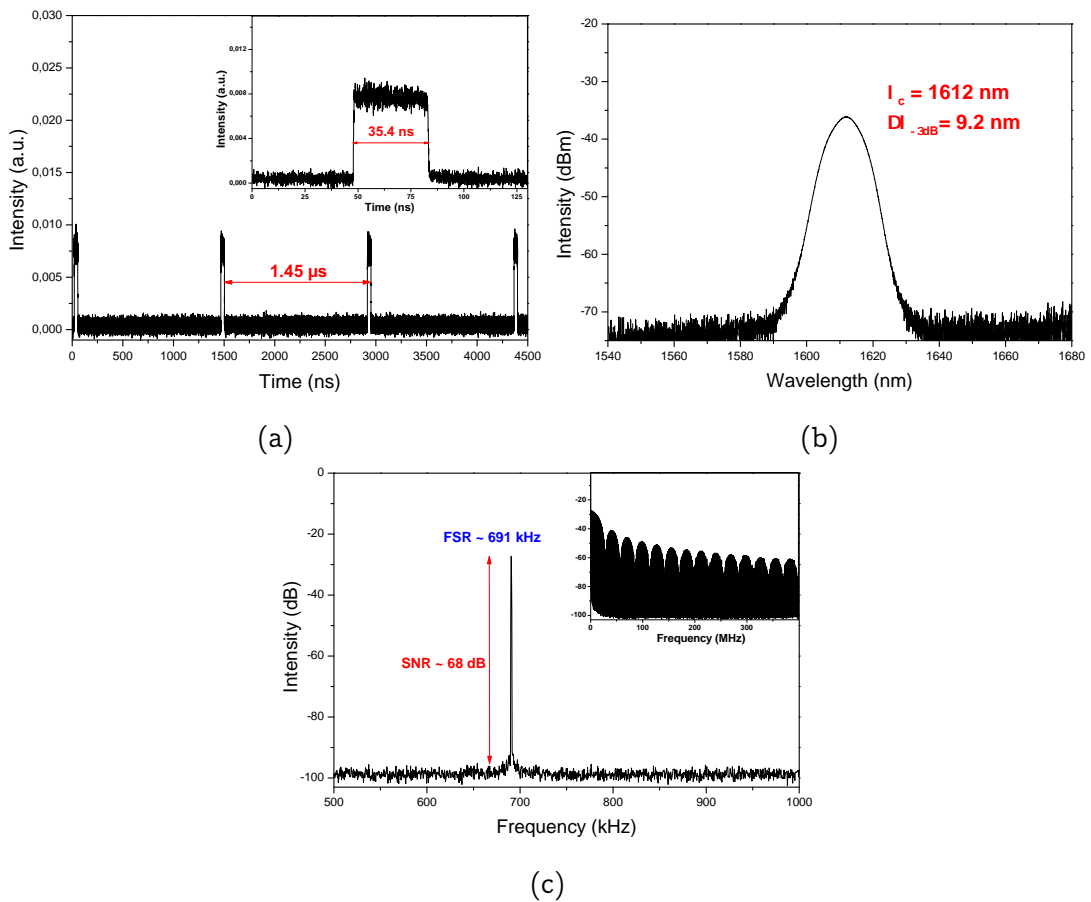 0,030
0,025
0,020
0,015
0,010
0,005
0,000
Intensity (a.u.)
0 500 1000 1500 2000 2500 3000 3500 4000 4500
Time (ns)
1.45 µs
0,012
0,008
0,004
0,000
Intensity (a.u.)
35.4 ns
0 25 50 75 100 125
Time (ns)
(a)
-20
-30
-40
-50
-60
-70
Intensity (dBm)
l c = 1612 nm
Dl -3dB = 9.2 nm
1540 1560 1580 1600 1620 1640 1660 1680
Wavelength (nm)
(b)
0
-20
-40
-60
-80
-100
Intensity (dB)
FSR ~ 691 kHz
SNR ~ 68 dB
500 600 700 800 900 1000
Frequency (kHz)
-20
-40
-60
-80
-100
0 100 200 300
Frequency (MHz)
(c)